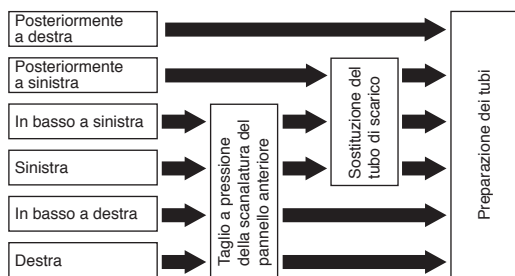 Posteriormente
a destra
Posteriormente
a sinistra
In basso a sinistra
Sinistra
In basso a destra
Destra
Taglio a pressione
della scanalatura del
pannello anteriore
Sostituzione del
tubo di scarico
Preparazione dei tubi